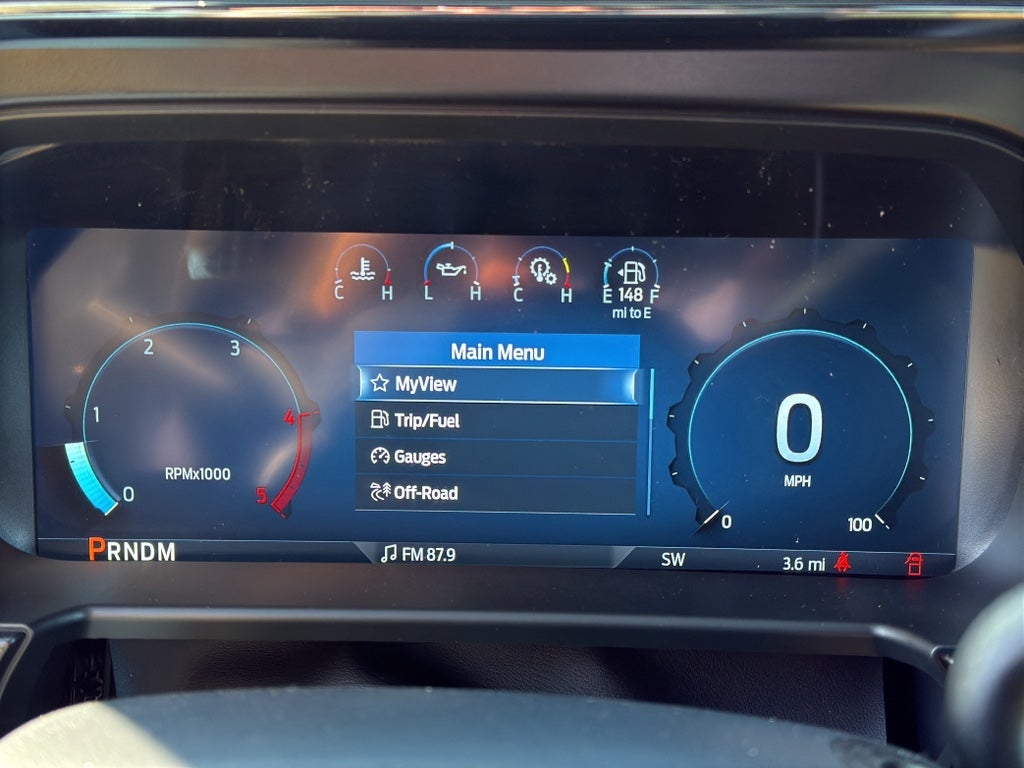 C H L H C H E 148 F
mi to E
2 3
1 4
RPMx1000
0 5
Main Menu
MyView
Trip/Fuel
Gauges
Off-Road
0
MPH
0 100
PRNDM
FM 87.9
SW
3.6 mi